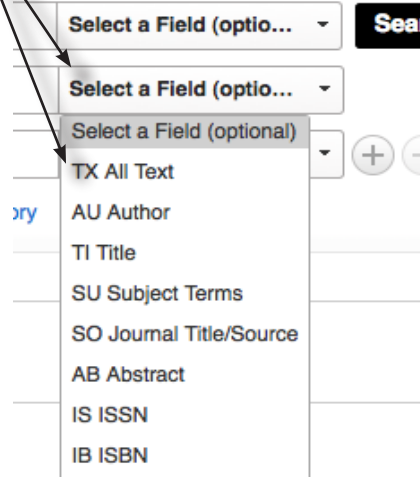 Select a Field (optio... Sea
Select a Field (optio...
Select a Field (optional)
TX All Text
AU Author
ory
TI Title
SU Subject Terms
SO Journal Title/Source
AB Abstract
IS ISSN
IB ISBN